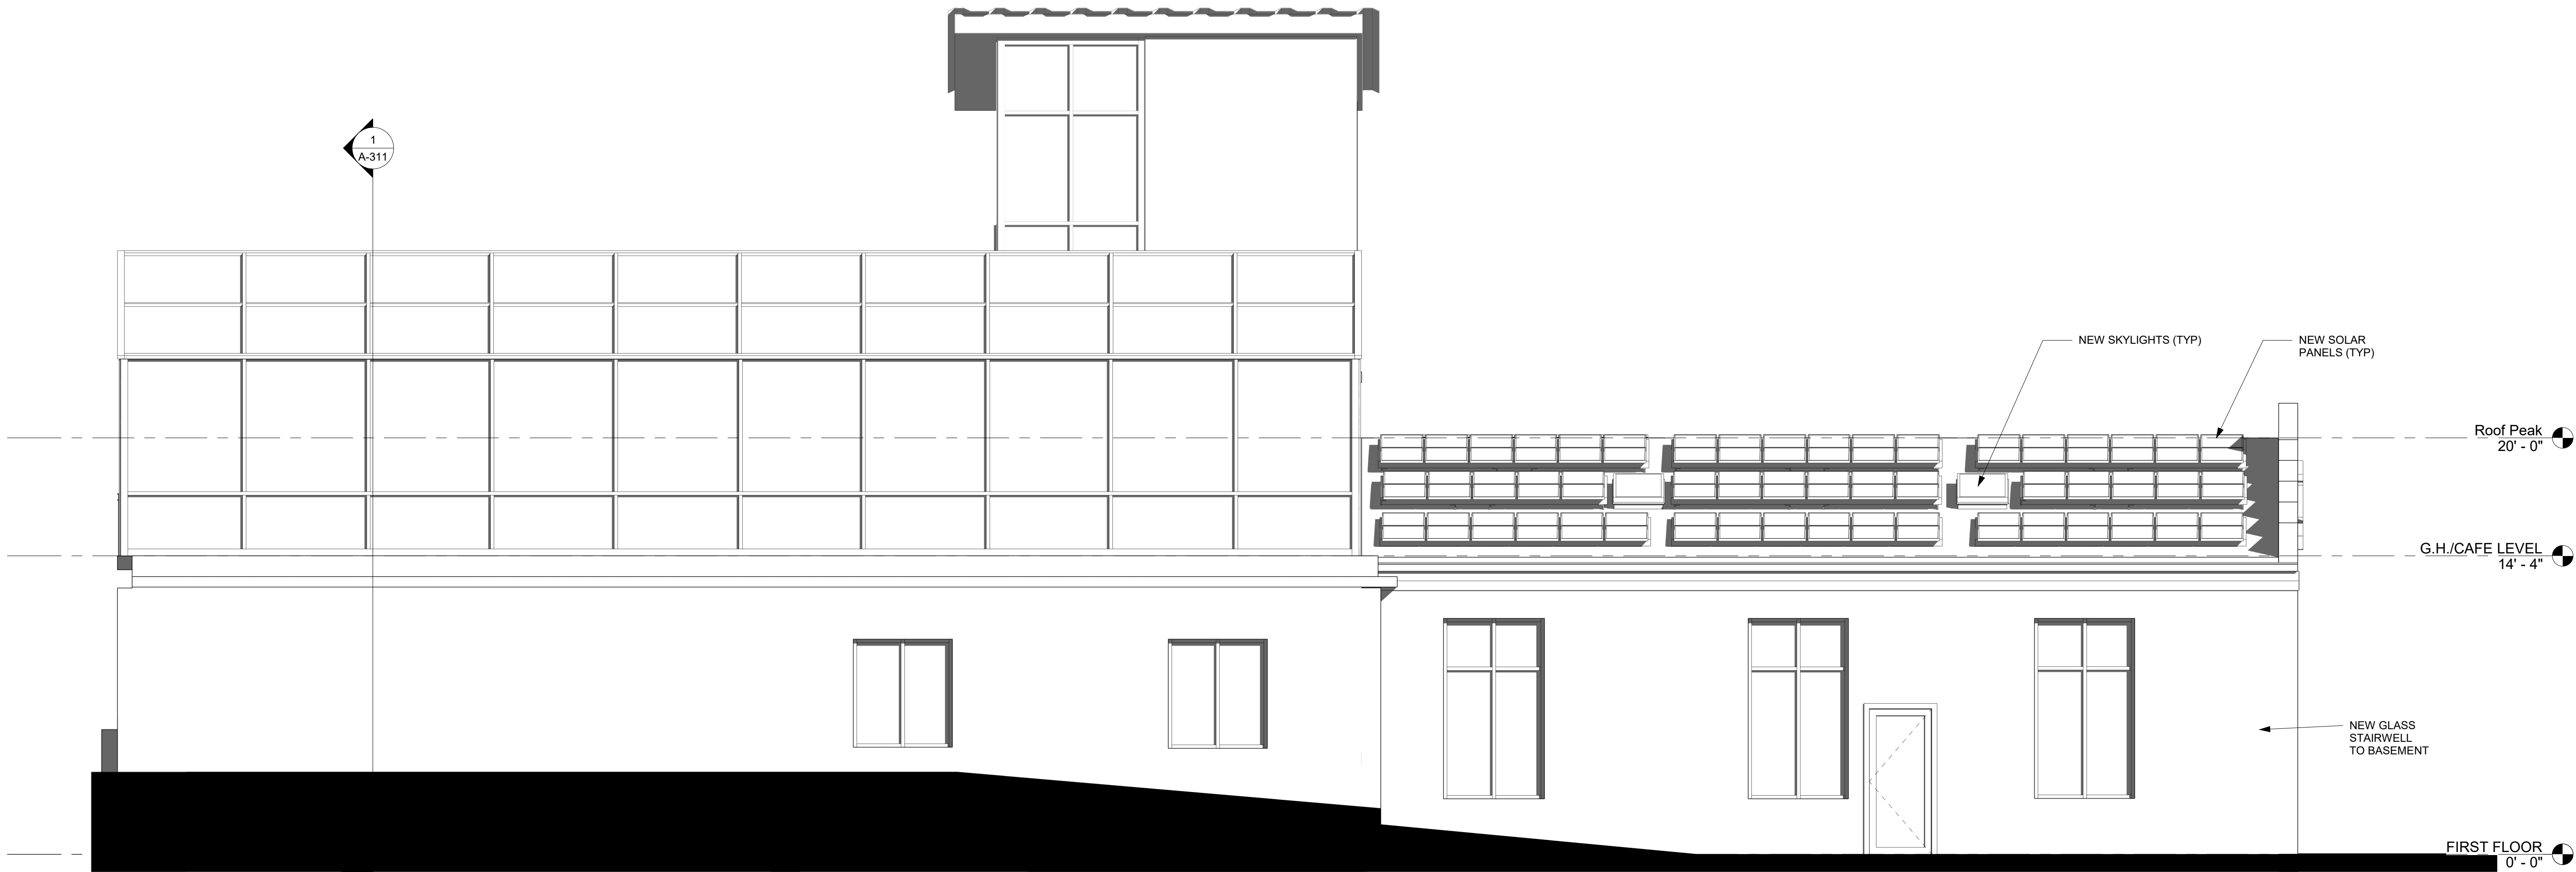 1
A-311
NEW SKYLIGHTS (TYP)
NEW SOLAR
PANELS (TYP)
Roof Peak
20' - 0"
G.H./CAFE LEVEL
14' - 4"
NEW GLASS
STAIRWELL
TO BASEMENT
FIRST FLOOR
0' - 0"